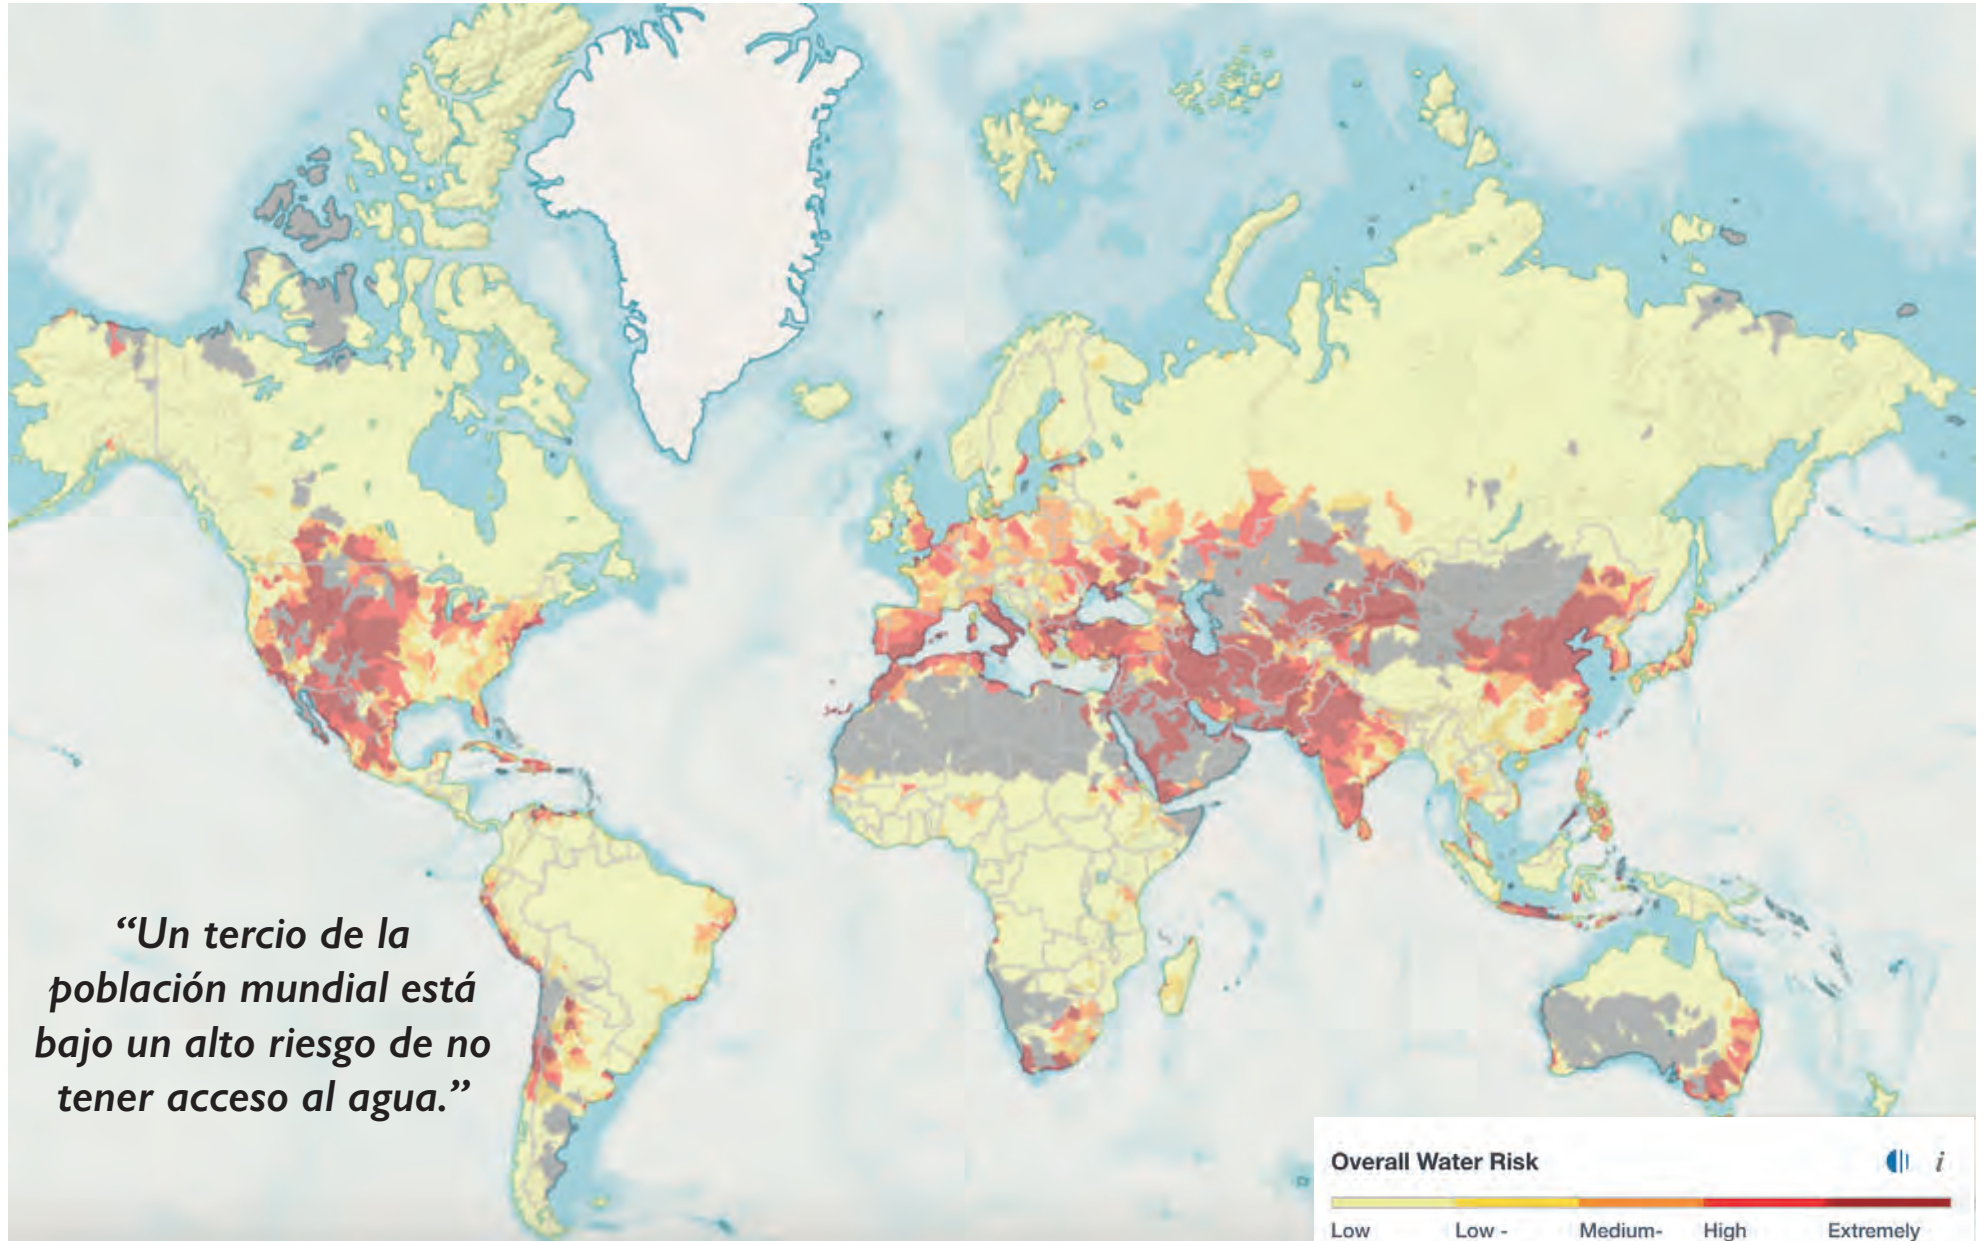 “Un tercio de la
población mundial está
bajo un alto riesgo de no
tener acceso al agua.”
Overall Water Risk i
Low Low - Medium- High Extremely